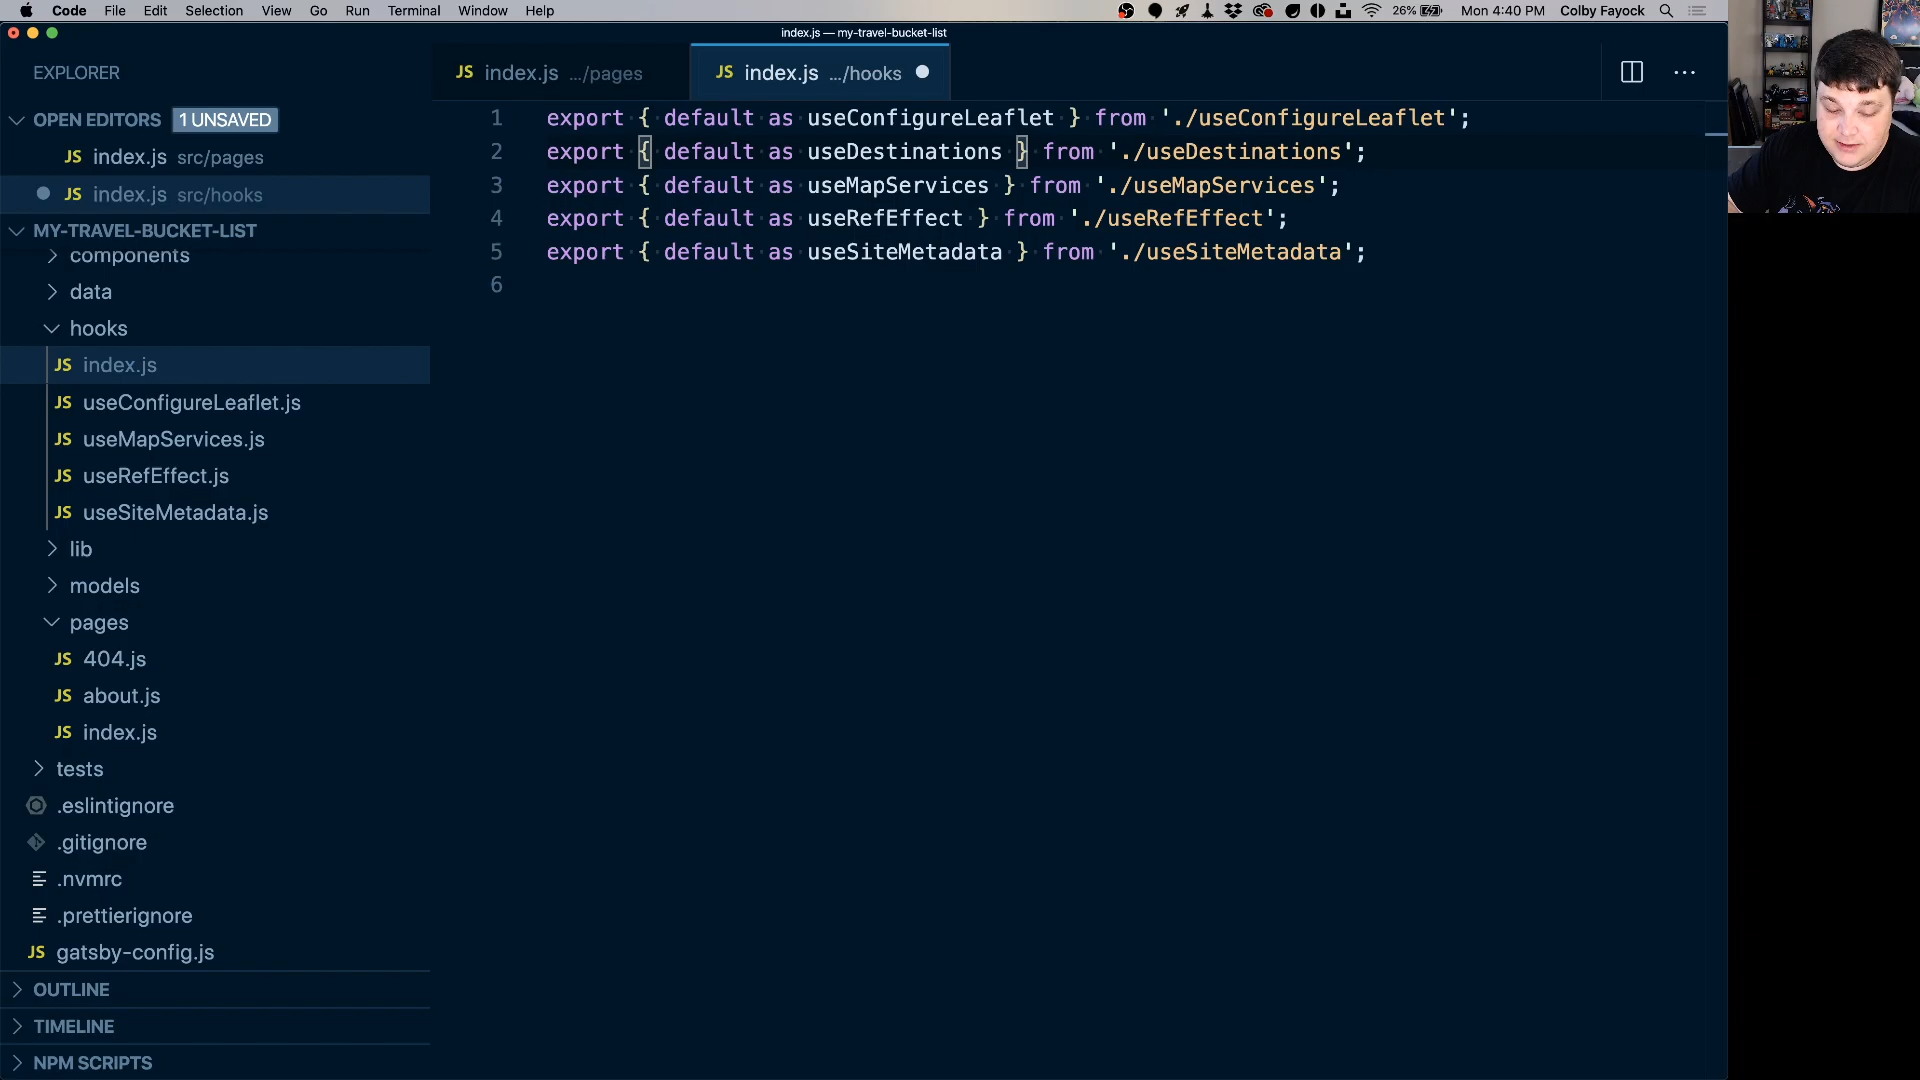 Code File Edit Selection View Go Run Terminal Window Help 26% Mon 4:40 PM Colby Fayock
index.js — my-travel-bucket-list
EXPLORER
JS index.js .../pages
JS index.js .../hooks
OPEN EDITORS 1 UNSAVED
JS index.js src/pages
JS index.js src/hooks
MY-TRAVEL-BUCKET-LIST
components
data
hooks
JS index.js
JS useConfigureLeaflet.js
JS useMapServices.js
JS useRefEffect.js
JS useSiteMetadata.js
lib
models
pages
JS 404.js
JS about.js
JS index.js
tests
.eslintignore
.gitignore
.nvmrc
.prettierignore
JS gatsby-config.js
OUTLINE
TIMELINE
NPM SCRIPTS
1 export { default as useConfigureLeaflet } from './useConfigureLeaflet';
2 export { default as useDestinations } from './useDestinations';
3 export { default as useMapServices } from './useMapServices';
4 export { default as useRefEffect } from './useRefEffect';
5 export { default as useSiteMetadata } from './useSiteMetadata';
6